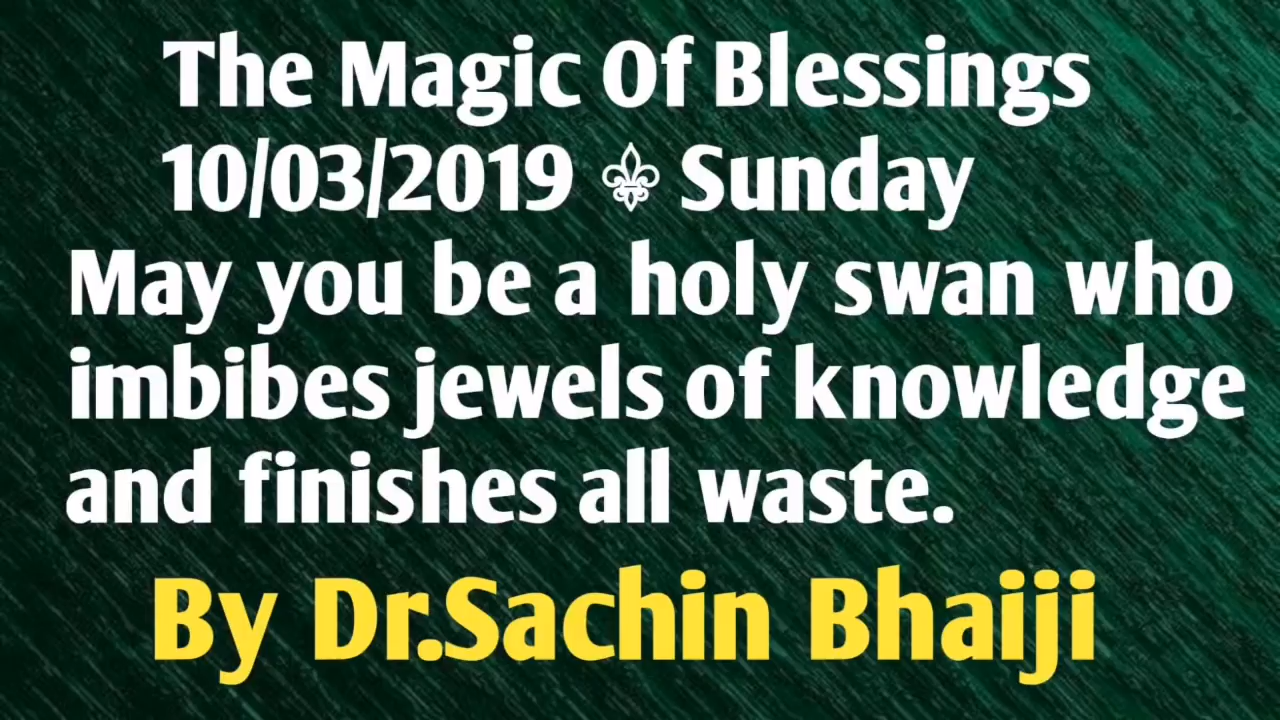 The Magic Of Blessings
10/03/2019 ⚜ Sunday
May you be a holy swan who
imbibes jewels of knowledge
and finishes all waste.
By Dr.Sachin Bhaiji